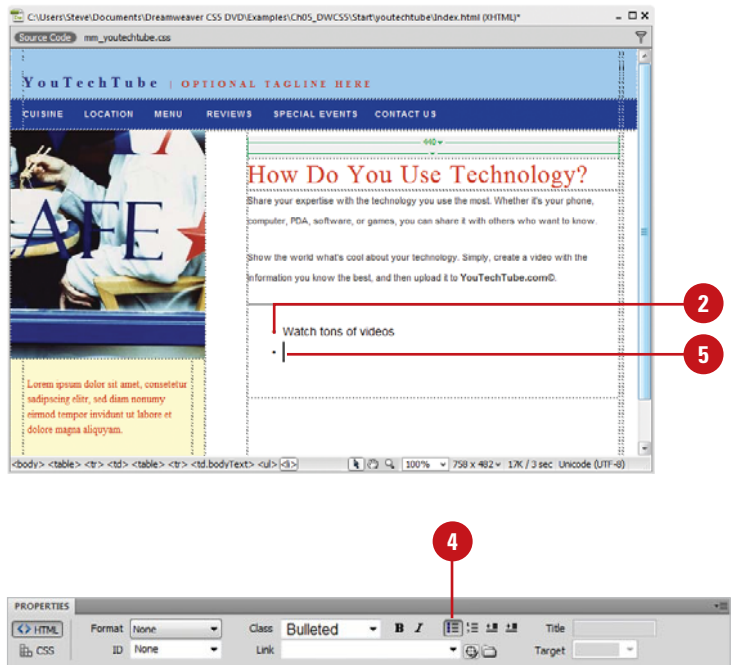 C:\Users\Steve\Documents\Dreamweaver CS5 DVD\Examples\Ch05_DWCS5\Start\youtechtube\index.html (XHTML)*
Source Code mm_youtechtube.css
YouTechTube | OPTIONAL TAGLINE HERE
CUISINE LOCATION MENU REVIEWS SPECIAL EVENTS CONTACT US
AFE
How Do You Use Technology?
Share your expertise with the technology you use the most. Whether it's your phone,
computer, PDA, software, or games, you can share it with others who want to know.
Show the world what's cool about your technology. Simply, create a video with the
information you know the best, and then upload it to YouTechTube.com©.
2
• Watch tons of videos
5
•
Lorem ipsum dolor sit amet, consetetur
sadipscing elitr, sed diam nonumy
eirmod tempor invidunt ut labore et
dolore magna aliquyam.
<body> <table> <tr> <td> <table> <tr> <td.bodyText> <ul> <li> 100% 758 x 482 17K / 3 sec Unicode (UTF-8)
4
PROPERTIES
<> HTML Format None Class Bulleted B I Title
CSS ID None Link Target